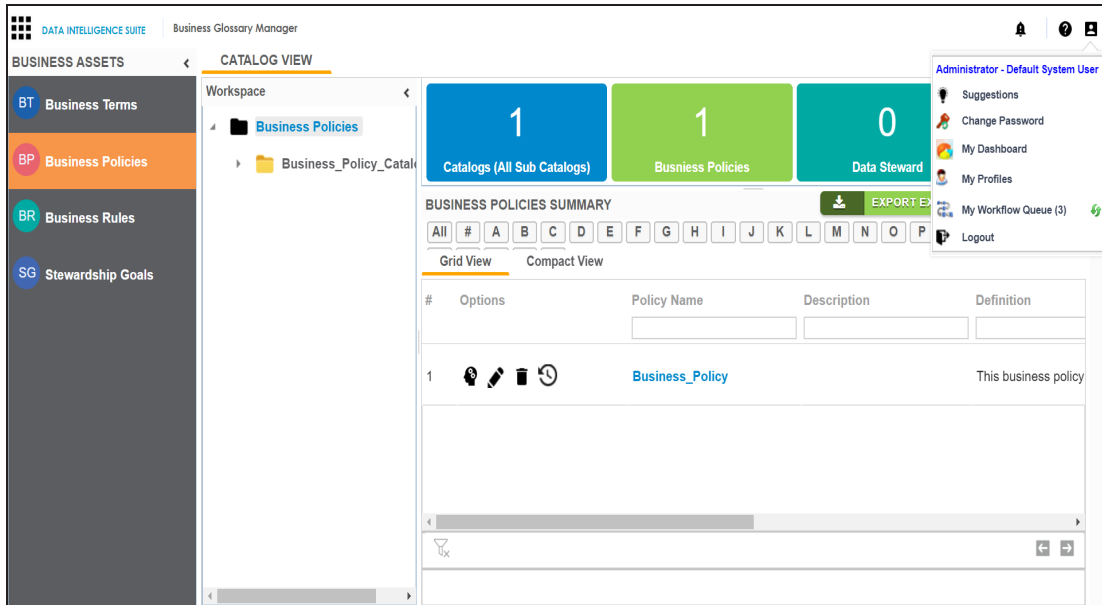 DATA INTELLIGENCE SUITE
Business Glossary Manager
BUSINESS ASSETS
CATALOG VIEW
Administrator - Default System User
Suggestions
Change Password
My Dashboard
My Profiles
My Workflow Queue (3)
Logout
BT Business Terms
BP Business Policies
BR Business Rules
SG Stewardship Goals
Workspace
Business Policies
Business_Policy_Catal
1
Catalogs (All Sub Catalogs)
1
Busniess Policies
0
Data Steward
BUSINESS POLICIES SUMMARY
EXPORT E
All # A B C D E F G H I J K L M N O P
Grid View Compact View
# Options Policy Name Description Definition
1 Business_Policy This business policy